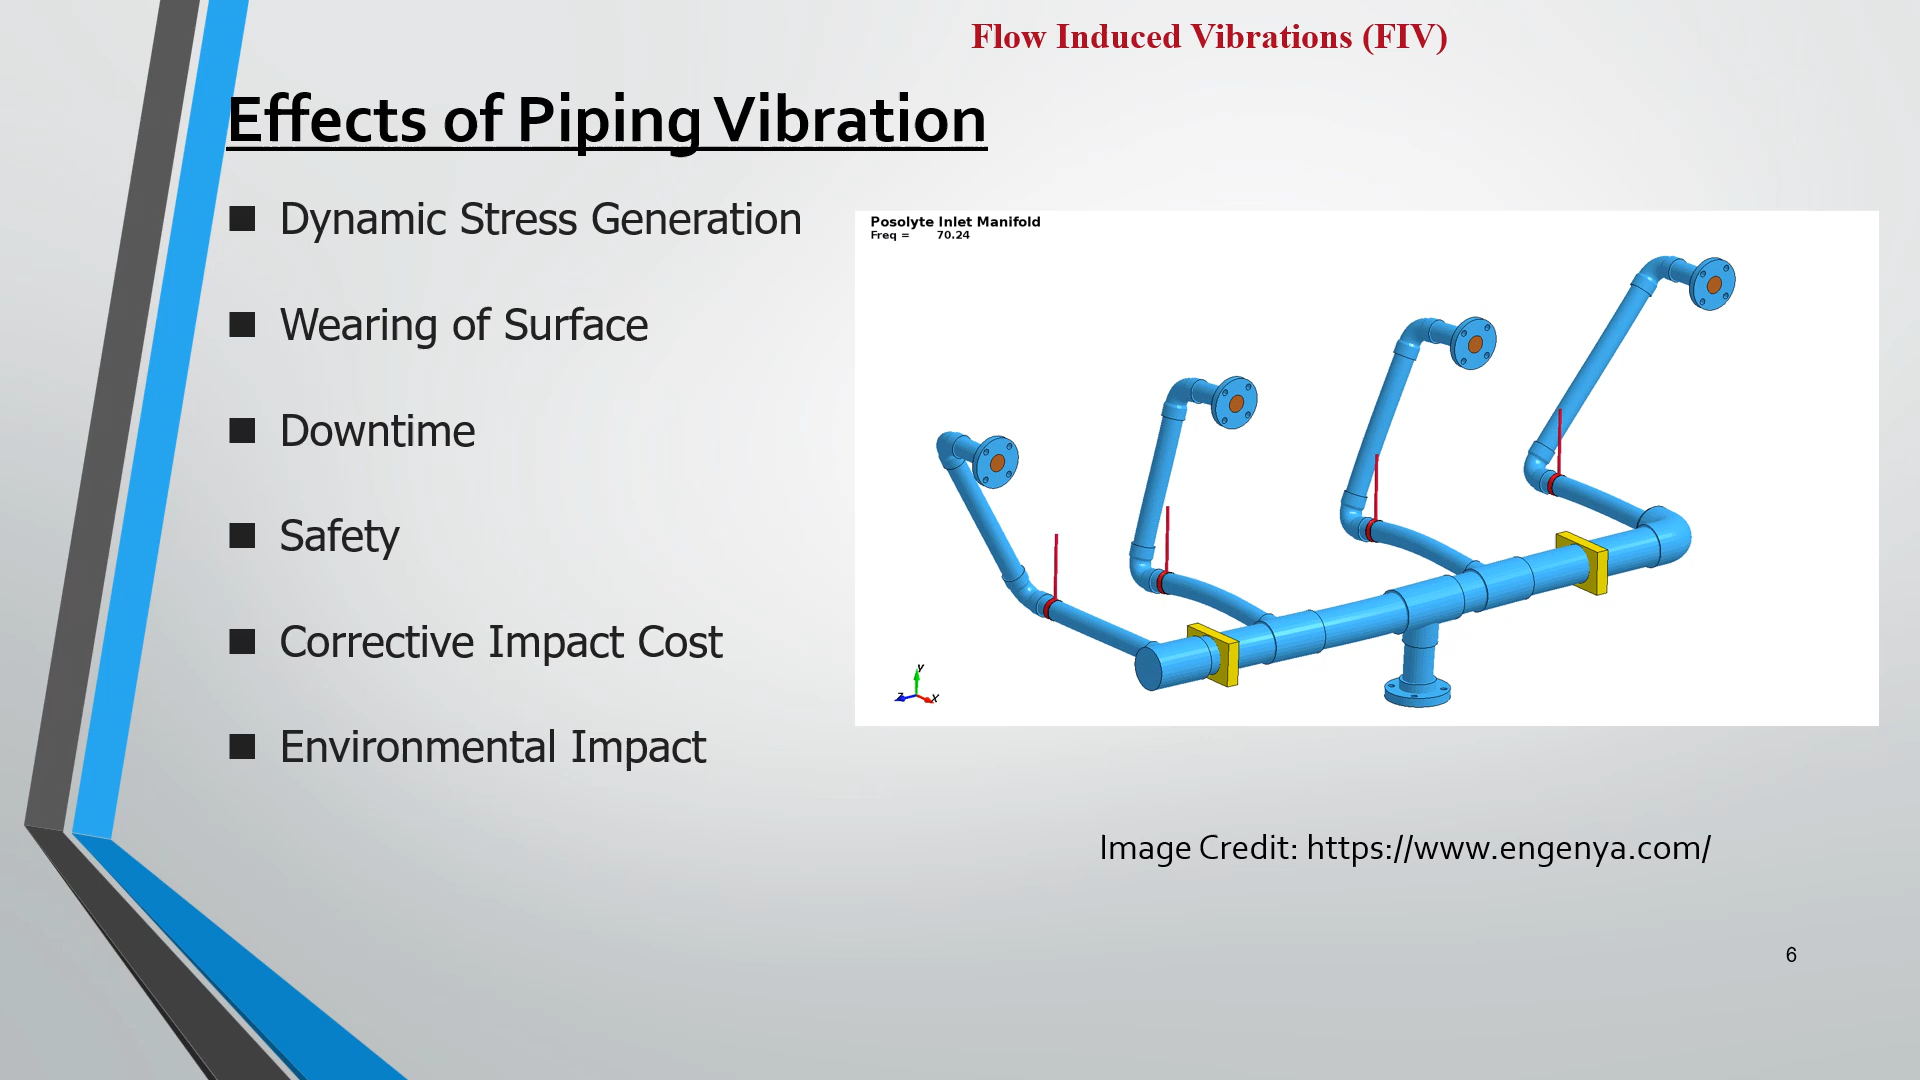 Flow Induced Vibrations (FIV)
Effects of Piping Vibration
Dynamic Stress Generation
Wearing of Surface
Downtime
Safety
Corrective Impact Cost
Environmental Impact
Posolyte Inlet Manifold
Freq = 70.24
Y
Z
X
Image Credit: https://www.engenya.com/
6